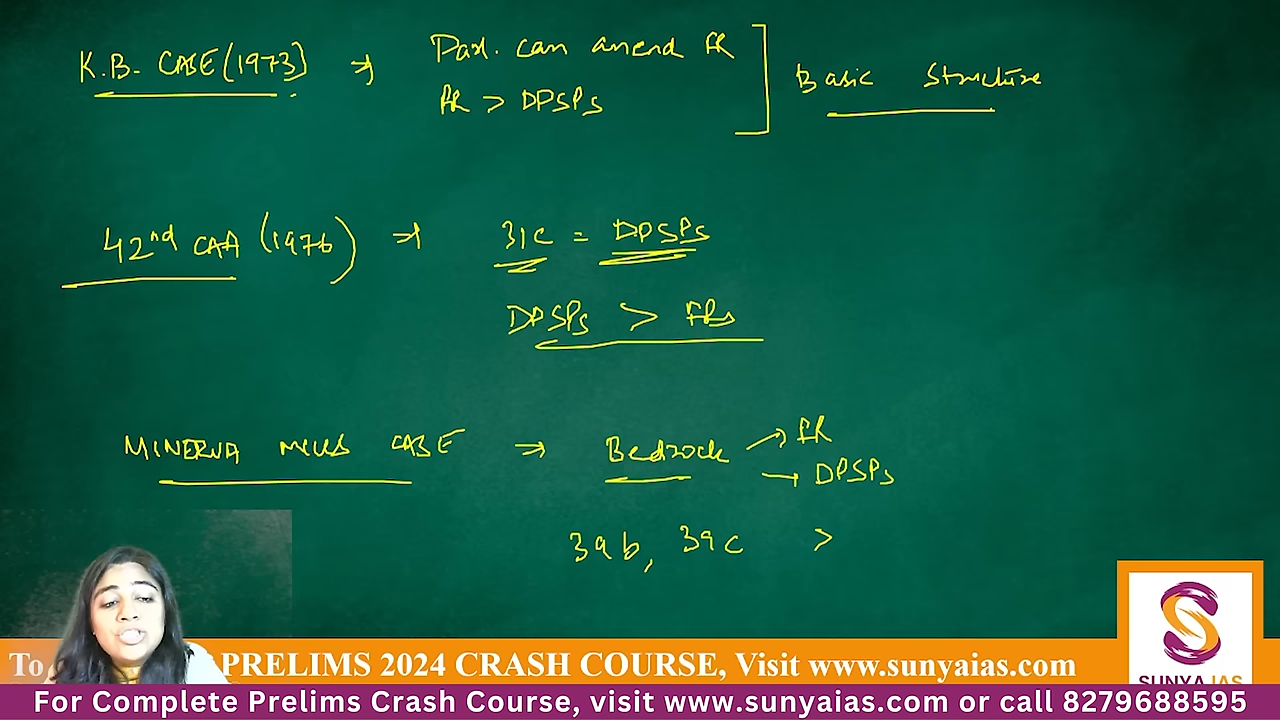 K.B. CASE (1973) → Parl. can amend FR
FR > DPSPs
Basic Structure
42nd CAA (1976) → 31C = DPSPs
DPSPs > FRs
MINERVA MILLS CASE → Bedrock → FR
→ DPSPs
39b, 39c >
To PRELIMS 2024 CRASH COURSE, Visit www.sunyaias.com
SUNYA IAS
For Complete Prelims Crash Course, visit www.sunyaias.com or call 8279688595